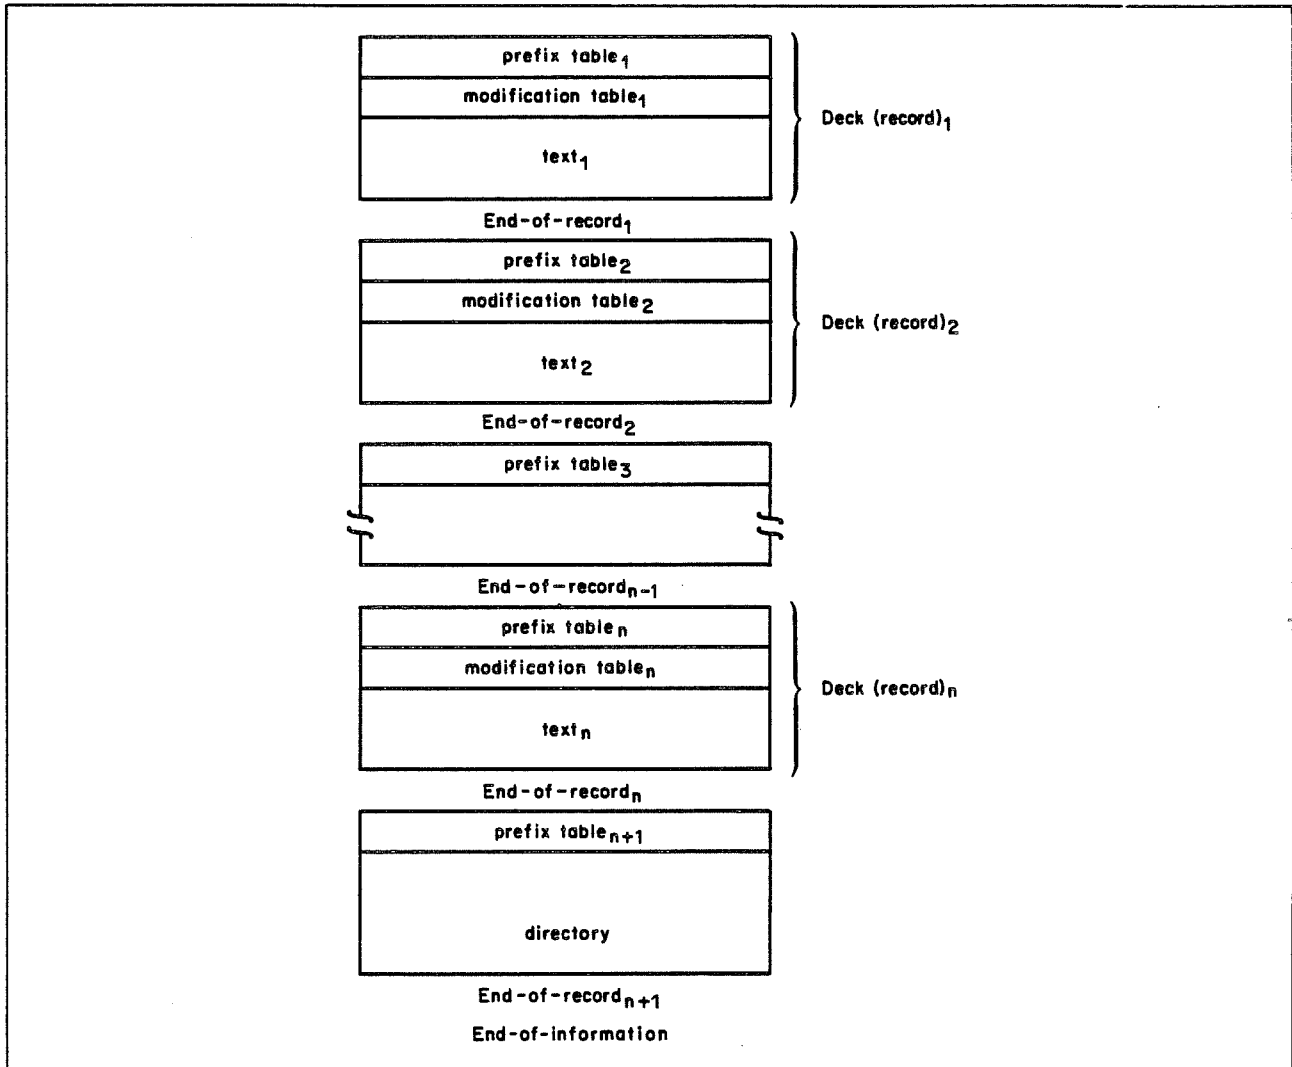 prefix table₁
modification table₁
Deck (record)₁
text₁
End-of-record₁
prefix table₂
modification table₂
Deck (record)₂
text₂
End-of-record₂
prefix table₃
End-of-recordₙ₋₁
prefix tableₙ
modification tableₙ
Deck (record)ₙ
textₙ
End-of-recordₙ
prefix tableₙ₊₁
directory
End-of-recordₙ₊₁
End-of-information